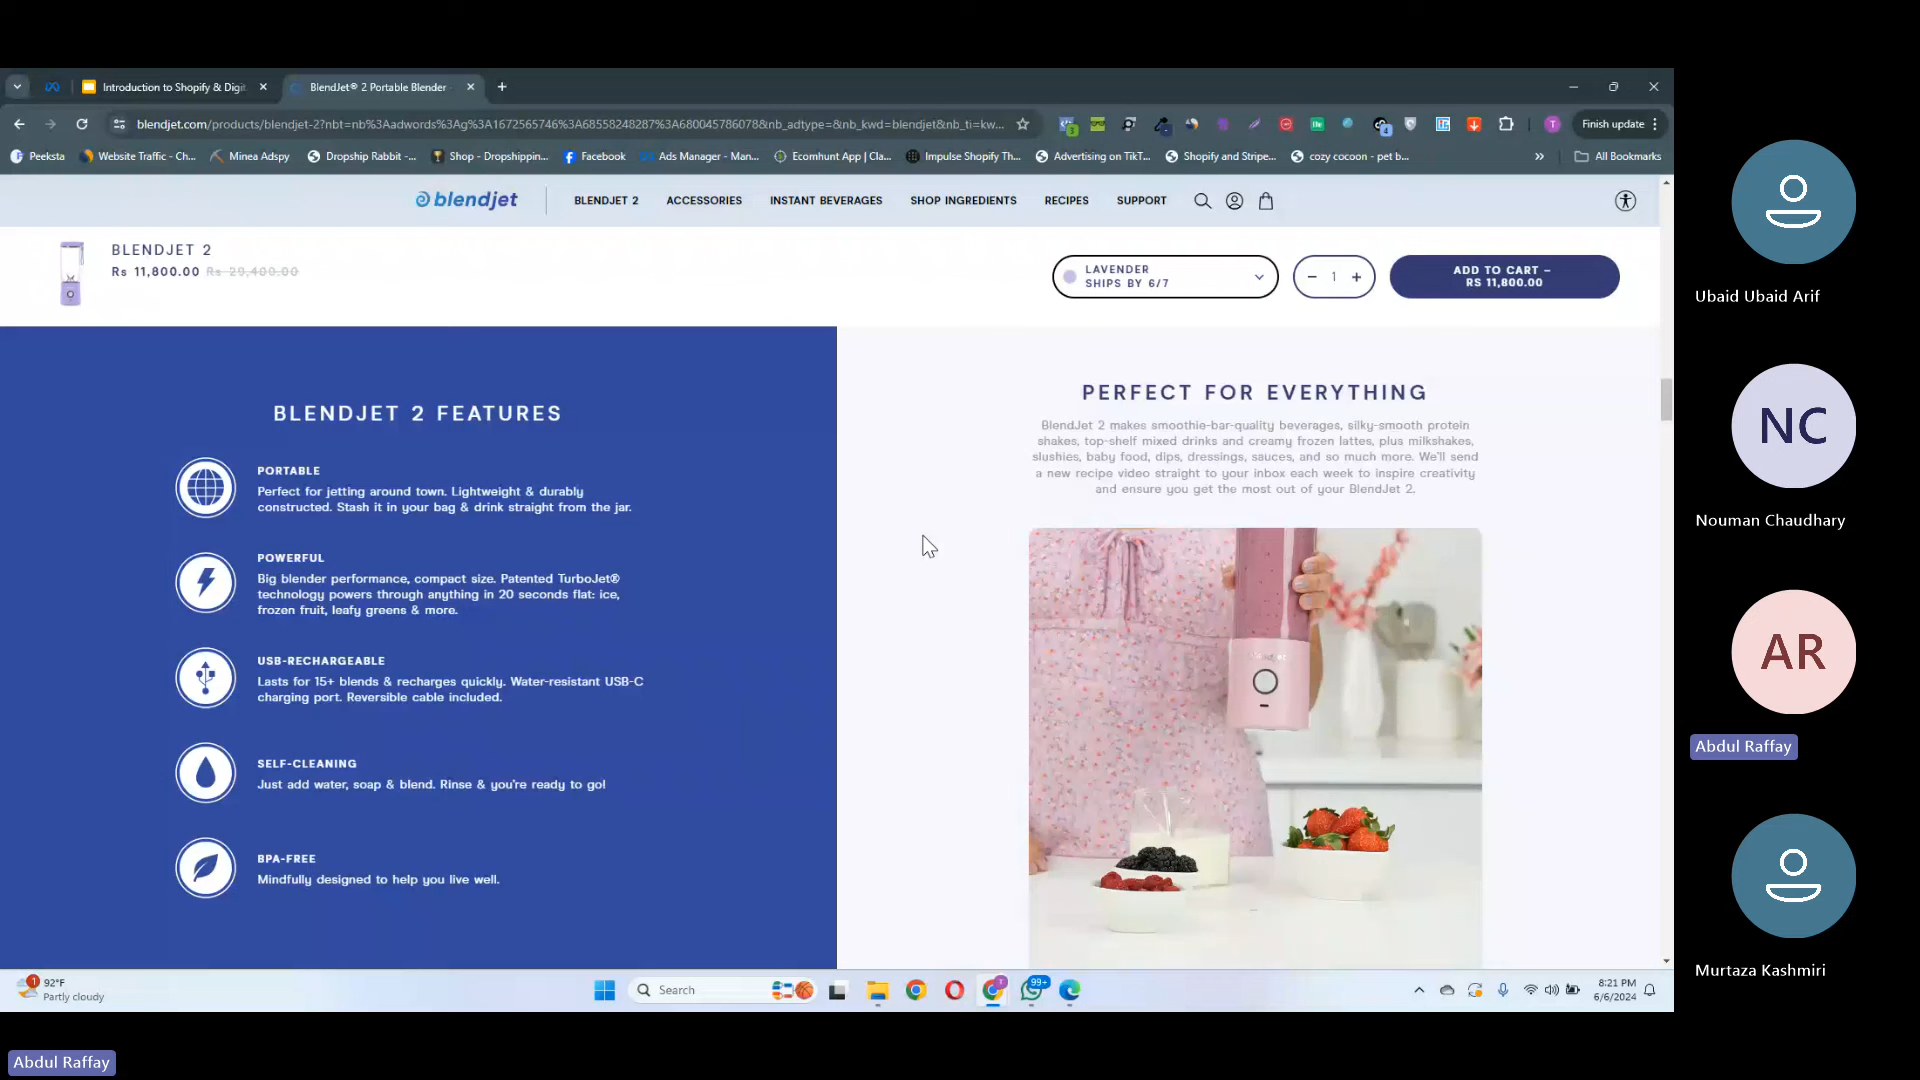 Introduction to Shopify & Digit
BlendJet® 2 Portable Blender
blendjet.com/products/blendjet-2?nbt=nb%3Aadwords%3Ag%3A1672565746%3A68558248287%3A680045786078&nb_adtype=&nb_kwd=blendjet&nb_ti=kw...
Finish update
Peeksta
Website Traffic - Ch...
Minea Adspy
Dropship Rabbit -...
Shop - Dropshippin...
Facebook
Ads Manager - Man...
Ecomhunt App | Cla...
Impulse Shopify Th...
Advertising on TikT...
Shopify and Stripe...
cozy cocoon - pet b...
All Bookmarks
blendjet
BLENDJET 2
ACCESSORIES
INSTANT BEVERAGES
SHOP INGREDIENTS
RECIPES
SUPPORT
BLENDJET 2
Rs 11,800.00 Rs 29,400.00
LAVENDER
SHIPS BY 6/7
− 1 +
ADD TO CART –
RS 11,800.00
BLENDJET 2 FEATURES
PORTABLE
Perfect for jetting around town. Lightweight & durably
constructed. Stash it in your bag & drink straight from the jar.
POWERFUL
Big blender performance, compact size. Patented TurboJet®
technology powers through anything in 20 seconds flat: ice,
frozen fruit, leafy greens & more.
USB-RECHARGEABLE
Lasts for 15+ blends & recharges quickly. Water-resistant USB-C
charging port. Reversible cable included.
SELF-CLEANING
Just add water, soap & blend. Rinse & you're ready to go!
BPA-FREE
Mindfully designed to help you live well.
PERFECT FOR EVERYTHING
BlendJet 2 makes smoothie-bar-quality beverages, silky-smooth protein
shakes, top-shelf mixed drinks and creamy frozen lattes, plus milkshakes,
slushies, baby food, dips, dressings, sauces, and so much more. We'll send
a new recipe video straight to your inbox each week to inspire creativity
and ensure you get the most out of your BlendJet 2.
Ubaid Ubaid Arif
NC
Nouman Chaudhary
AR
Abdul Raffay
Murtaza Kashmiri
1
92°F
Partly cloudy
Search
99+
8:21 PM
6/6/2024
Abdul Raffay